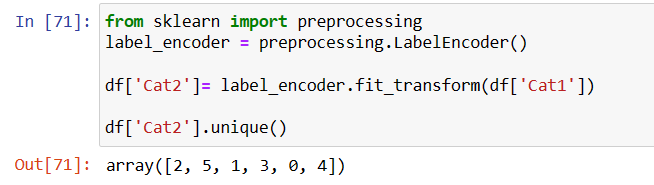 In [71]: from sklearn import preprocessing
label_encoder = preprocessing.LabelEncoder()
df['Cat2']= label_encoder.fit_transform(df['Cat1'])
df['Cat2'].unique()
Out[71]: array([2, 5, 1, 3, 0, 4])